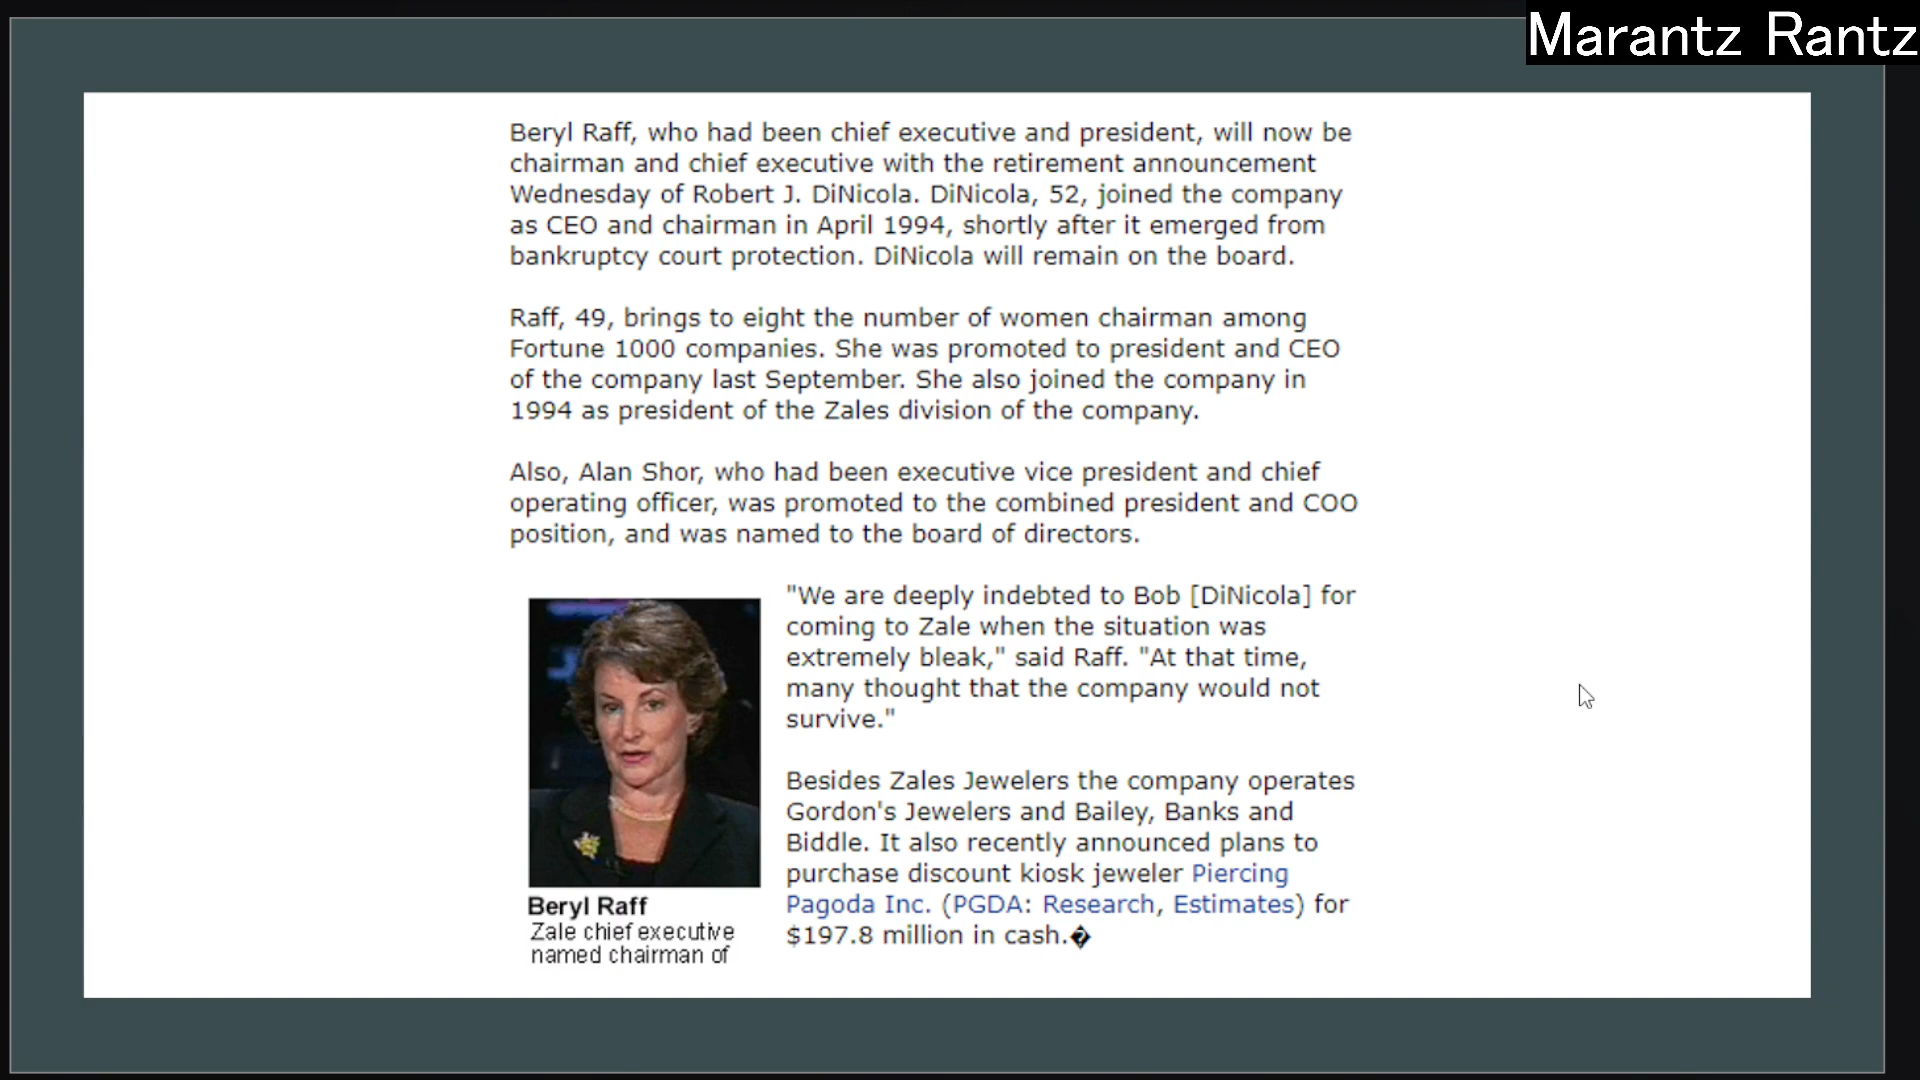 Marantz Rantz
Beryl Raff, who had been chief executive and president, will now be
chairman and chief executive with the retirement announcement
Wednesday of Robert J. DiNicola. DiNicola, 52, joined the company
as CEO and chairman in April 1994, shortly after it emerged from
bankruptcy court protection. DiNicola will remain on the board.
Raff, 49, brings to eight the number of women chairman among
Fortune 1000 companies. She was promoted to president and CEO
of the company last September. She also joined the company in
1994 as president of the Zales division of the company.
Also, Alan Shor, who had been executive vice president and chief
operating officer, was promoted to the combined president and COO
position, and was named to the board of directors.
"We are deeply indebted to Bob [DiNicola] for
coming to Zale when the situation was
extremely bleak," said Raff. "At that time,
many thought that the company would not
survive."
Besides Zales Jewelers the company operates
Gordon's Jewelers and Bailey, Banks and
Biddle. It also recently announced plans to
purchase discount kiosk jeweler Piercing
Pagoda Inc. (PGDA: Research, Estimates) for
$197.8 million in cash.�
Beryl Raff
Zale chief executive
named chairman of